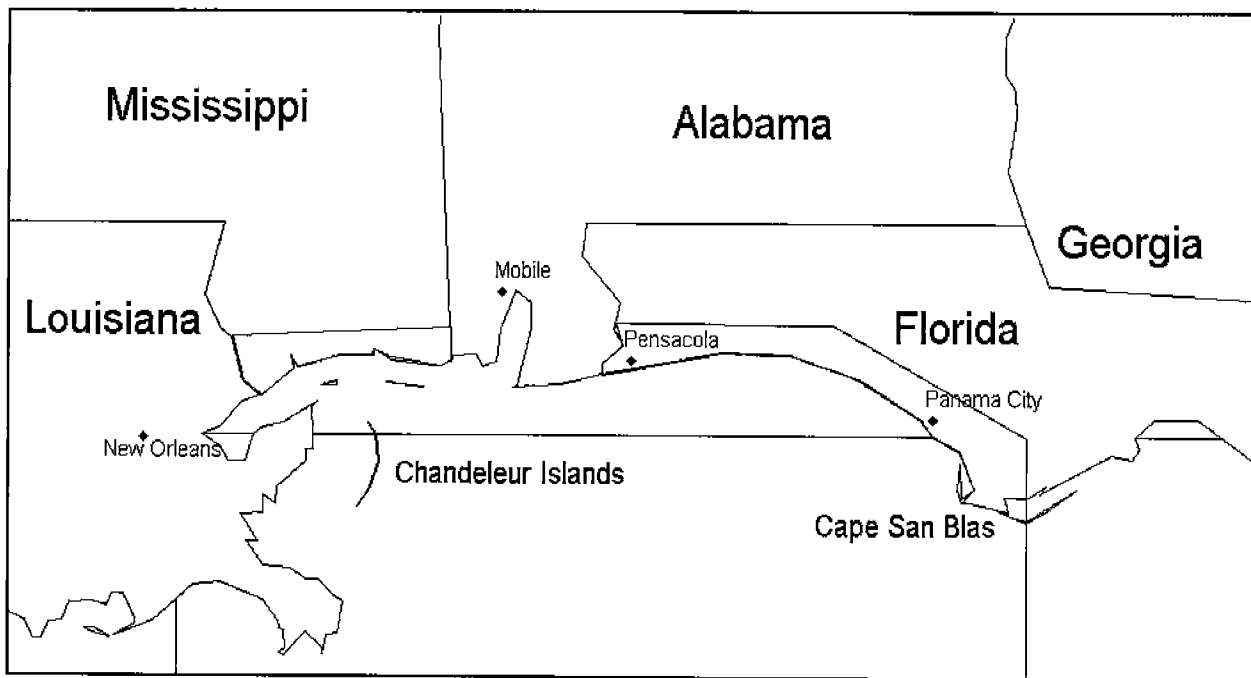 Mississippi
Alabama
Georgia
Mobile
Louisiana
Florida
Pensacola
Panama City
New Orleans
Chandeleur Islands
Cape San Blas